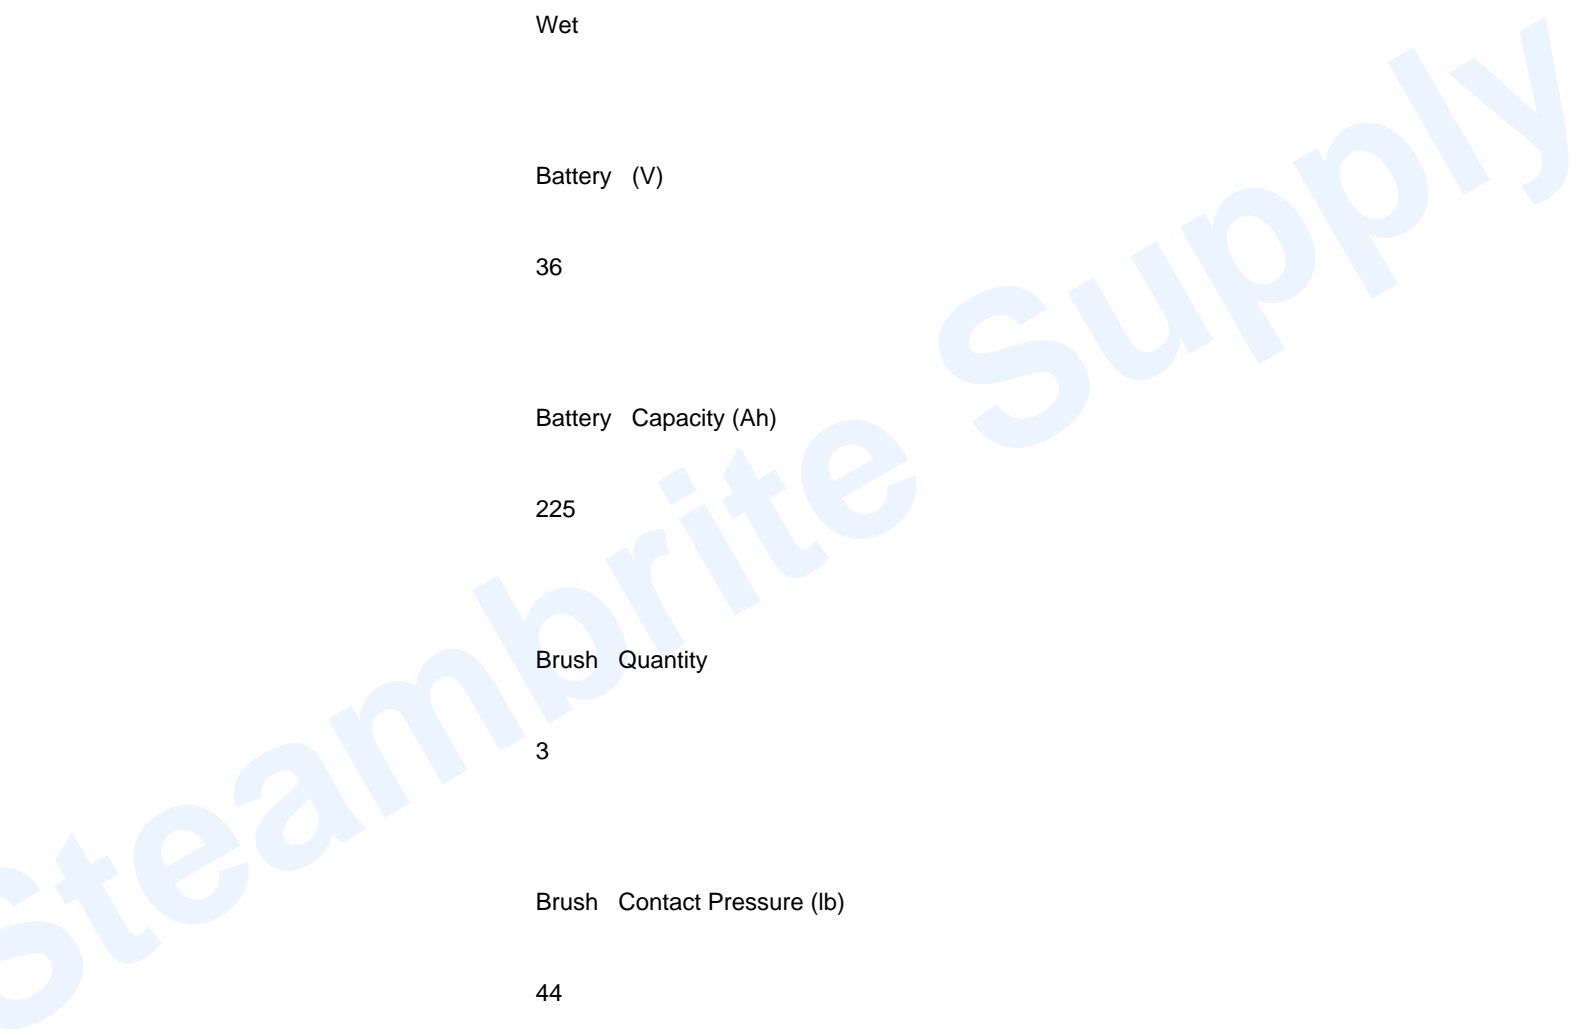 Wet
Battery (V)
36
Battery Capacity (Ah)
225
Brush Quantity
3
Brush Contact Pressure (lb)
44
Steambrite Supply